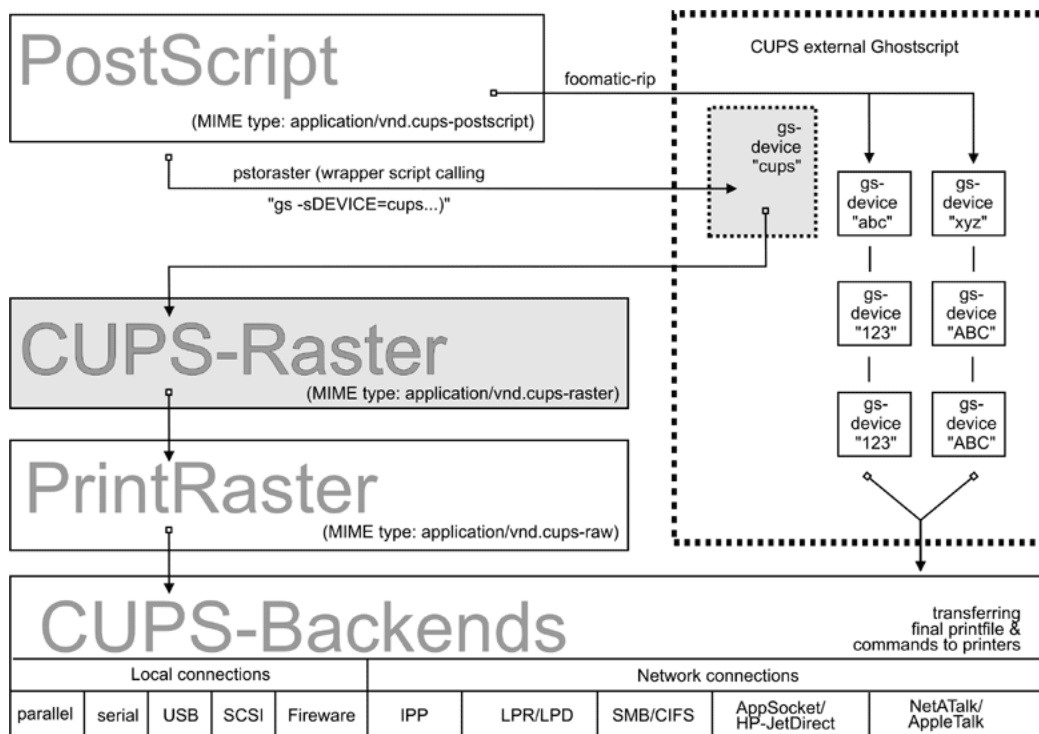 PostScript
(MIME type: application/vnd.cups-postscript)
CUPS external Ghostscript
foomatic-rip
gs-
device
"cups"
pstoraster (wrapper script calling
"gs -sDEVICE=cups...)"
gs-
device
"abc"
gs-
device
"xyz"
gs-
device
"123"
gs-
device
"ABC"
gs-
device
"123"
gs-
device
"ABC"
CUPS-Raster
(MIME type: application/vnd.cups-raster)
PrintRaster
(MIME type: application/vnd.cups-raw)
CUPS-Backends
transferring
final printfile &
commands to printers
Local connections
Network connections
parallel
serial
USB
SCSI
Fireware
IPP
LPR/LPD
SMB/CIFS
AppSocket/
HP-JetDirect
NetATalk/
AppleTalk